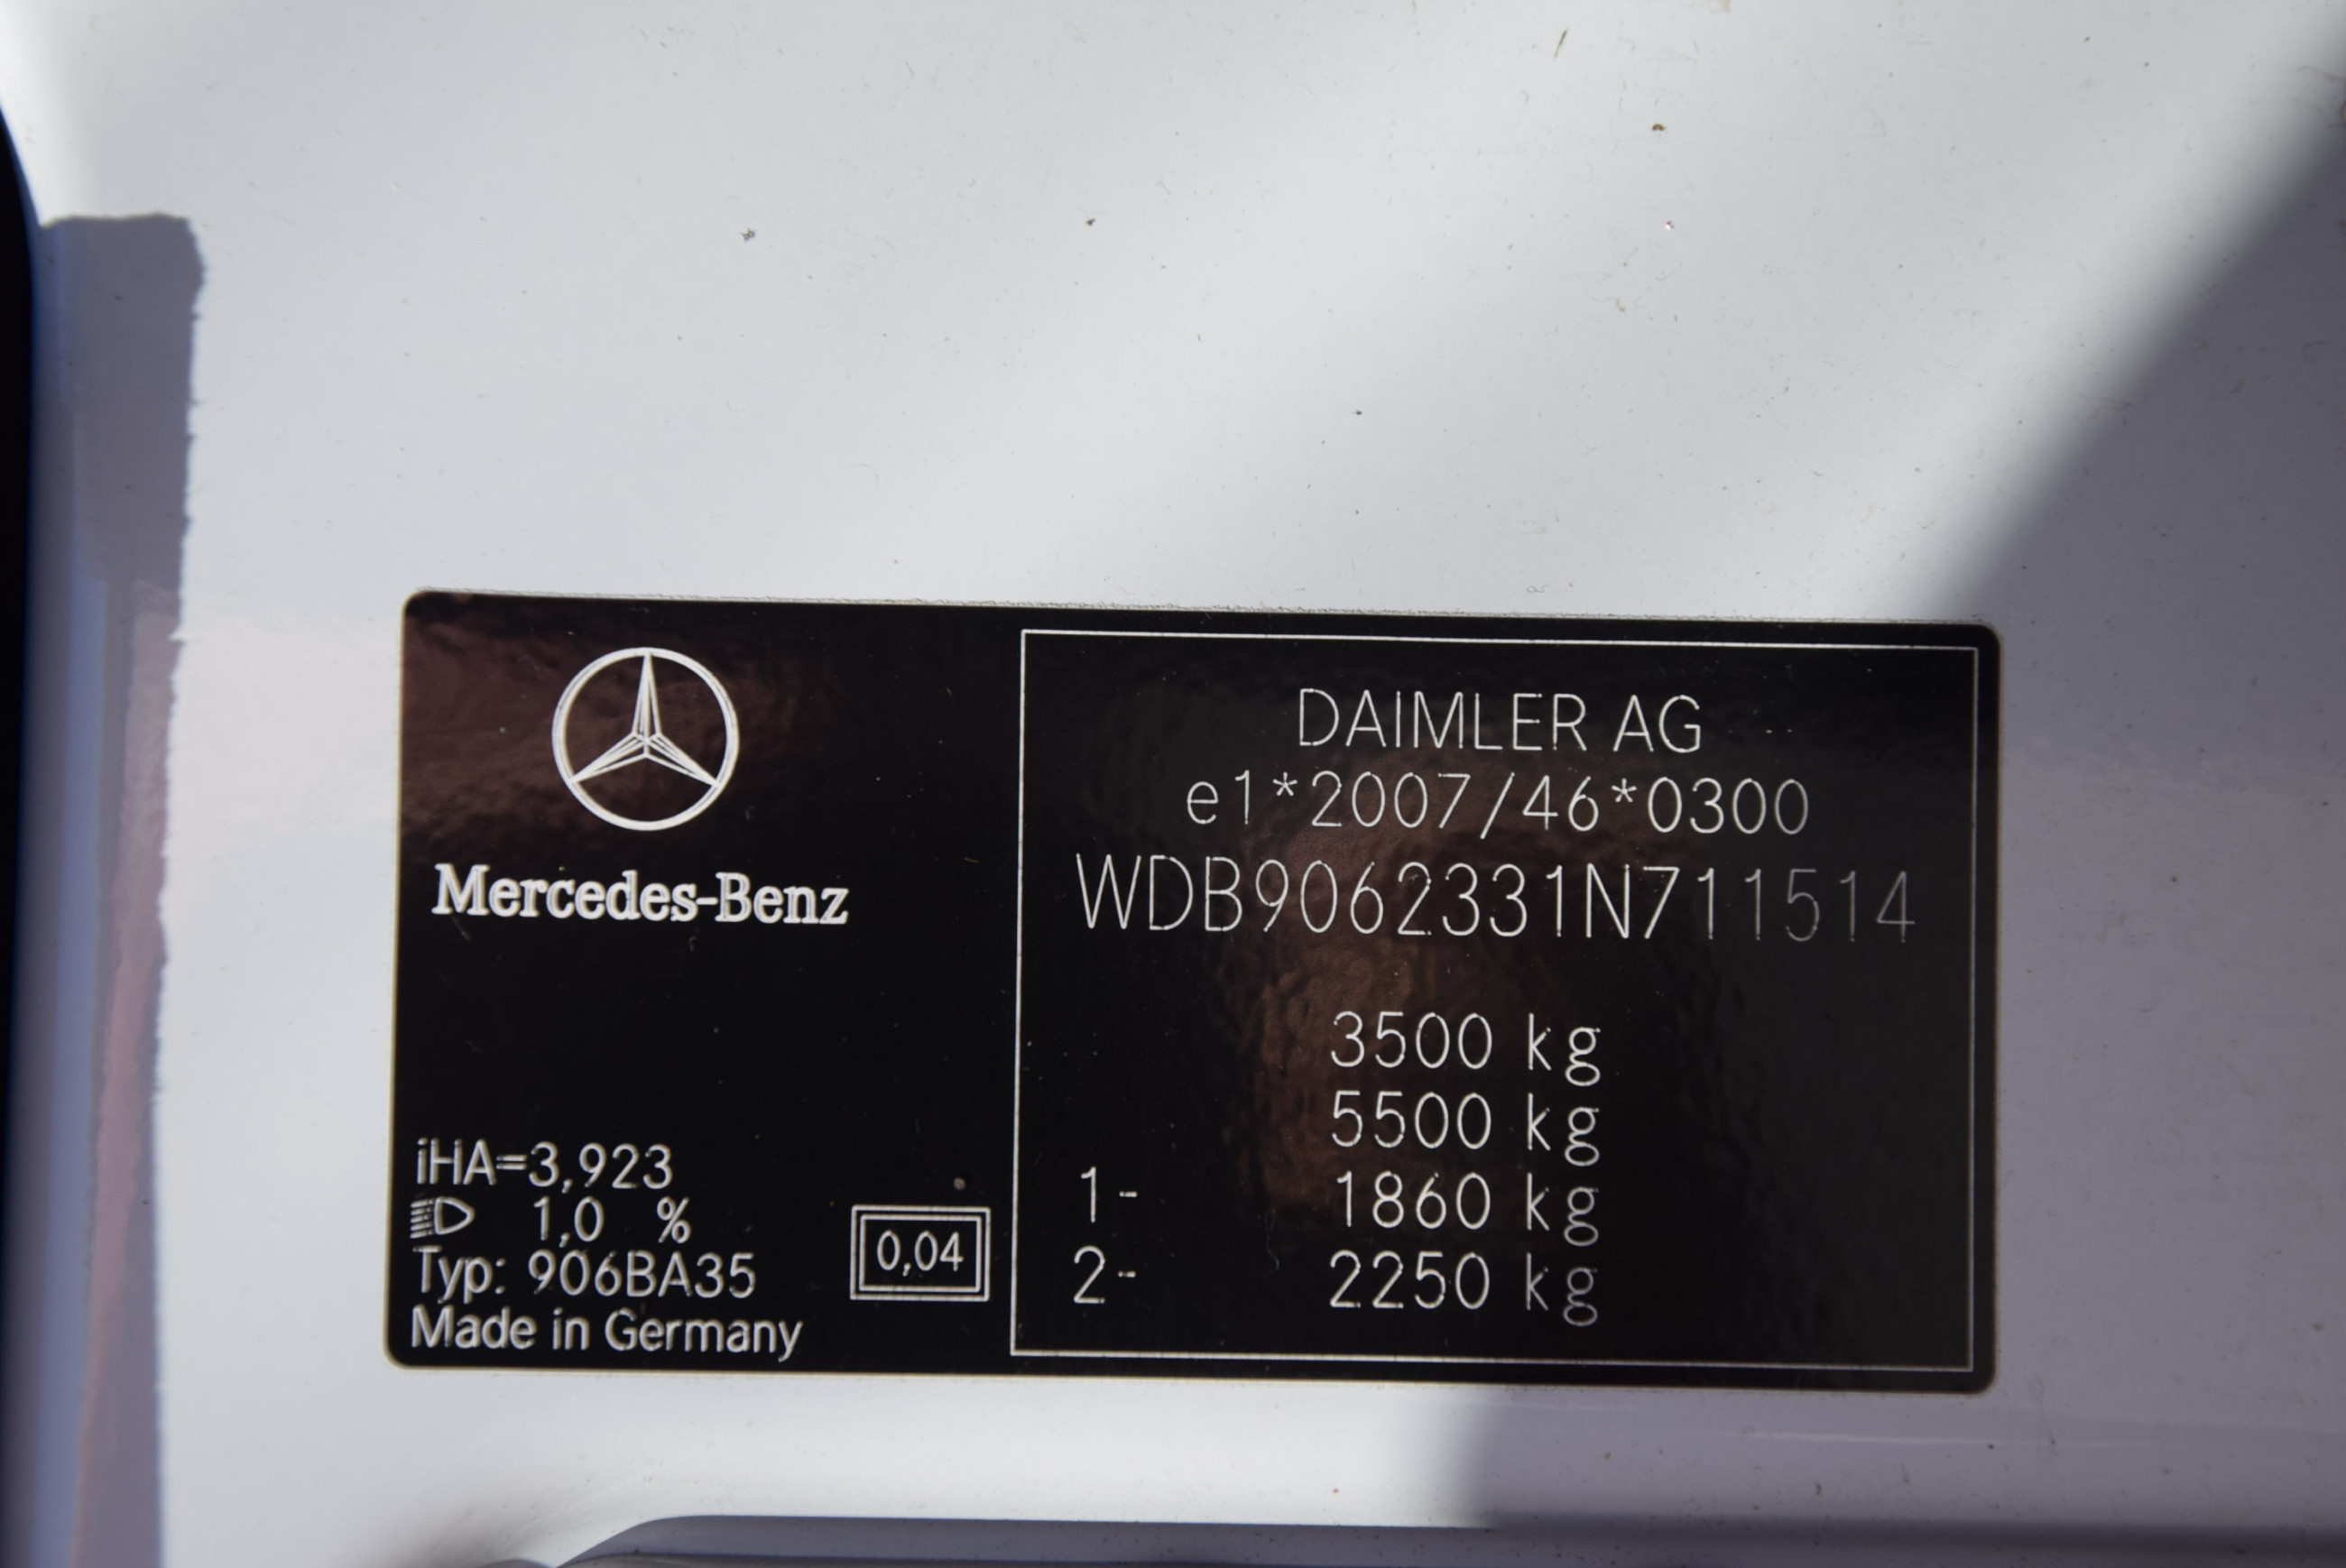 Mercedes-Benz
iHA=3,923
1,0 %
Typ: 906BA35
Made in Germany
0,04
DAIMLER AG
e1*2007/46*0300
WDB9062331N711514
3500 kg
5500 kg
1- 1860 kg
2- 2250 kg